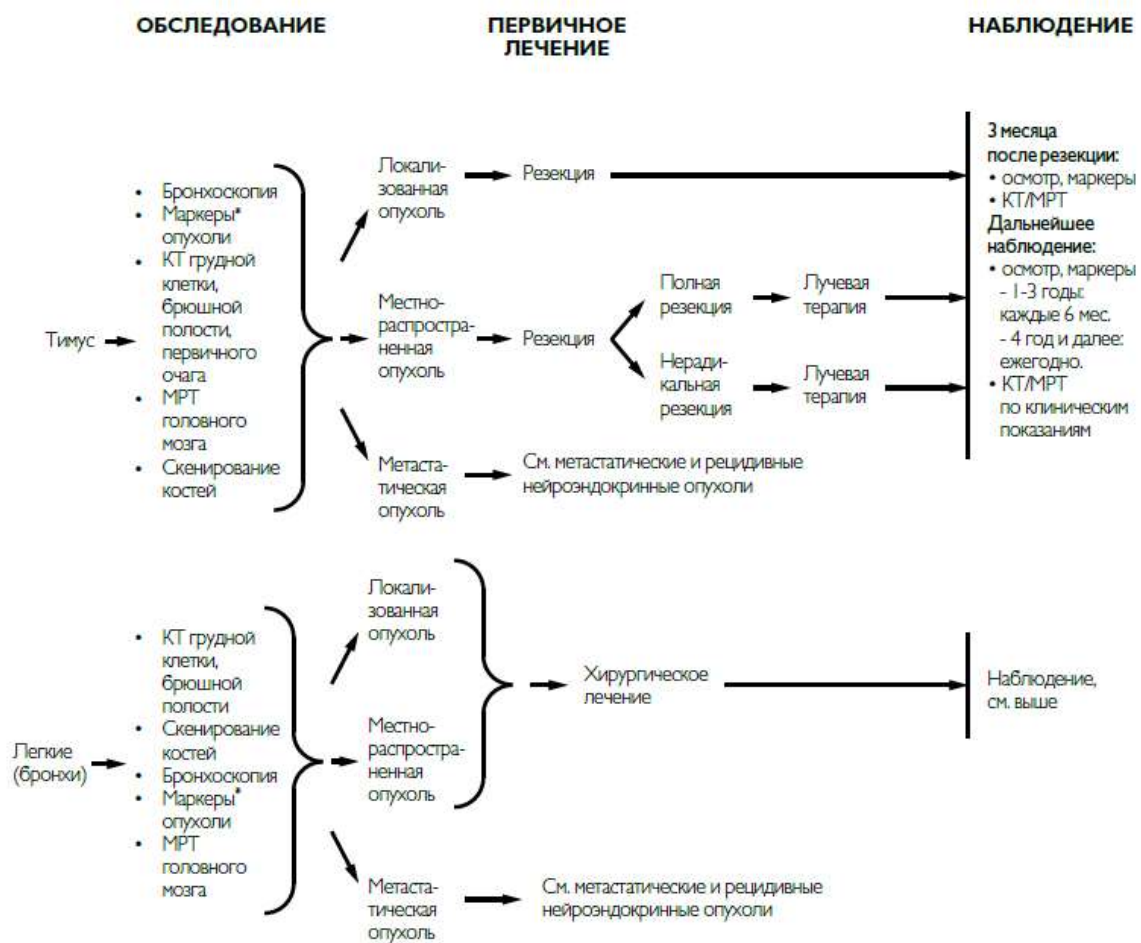 ОБСЛЕДОВАНИЕ
ПЕРВИЧНОЕ
ЛЕЧЕНИЕ
НАБЛЮДЕНИЕ
Тимус
• Бронхоскопия
• Маркеры*
опухоли
• КТ грудной
клетки,
брюшной
полости,
первичного
очага
• МРТ
головного
мозга
• Скенирование
костей
Локали-
зованная
опухоль
Резекция
Местно-
распростра-
ненная
опухоль
Резекция
Полная
резекция
Лучевая
терапия
Неради-
кальная
резекция
Лучевая
терапия
Метаста-
тическая
опухоль
См. метастатические и рецидивные
нейроэндокринные опухоли
3 месяца
после резекции:
• осмотр, маркеры
• КТ/МРТ
Дальнейшее
наблюдение:
• осмотр, маркеры
- 1-3 годы:
каждые 6 мес.
- 4 год и далее:
ежегодно.
• КТ/МРТ
по клиническим
показаниям
Легкие
(бронхи)
• КТ грудной
клетки,
брюшной
полости
• Скенирование
костей
• Бронхоскопия
• Маркеры*
опухоли
• МРТ
головного
мозга
Локали-
зованная
опухоль
Местно-
распростра-
ненная
опухоль
Хирургическое
лечение
Наблюдение,
см. выше
Метаста-
тическая
опухоль
См. метастатические и рецидивные
нейроэндокринные опухоли